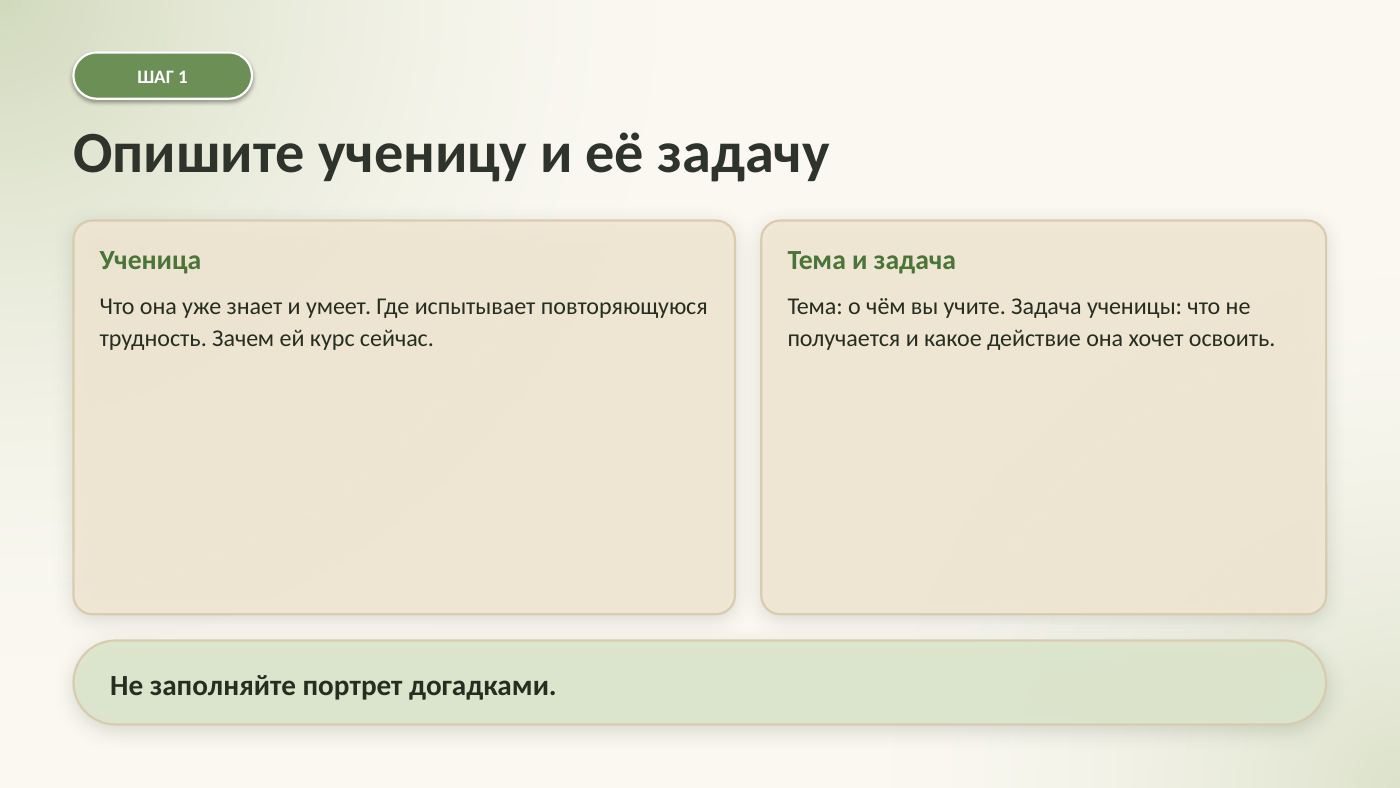 ШАГ 1
Опишите ученицу и её задачу
Ученица
Что она уже знает и умеет. Где испытывает повторяющуюся
трудность. Зачем ей курс сейчас.
Тема и задача
Тема: о чём вы учите. Задача ученицы: что не
получается и какое действие она хочет освоить.
Не заполняйте портрет догадками.